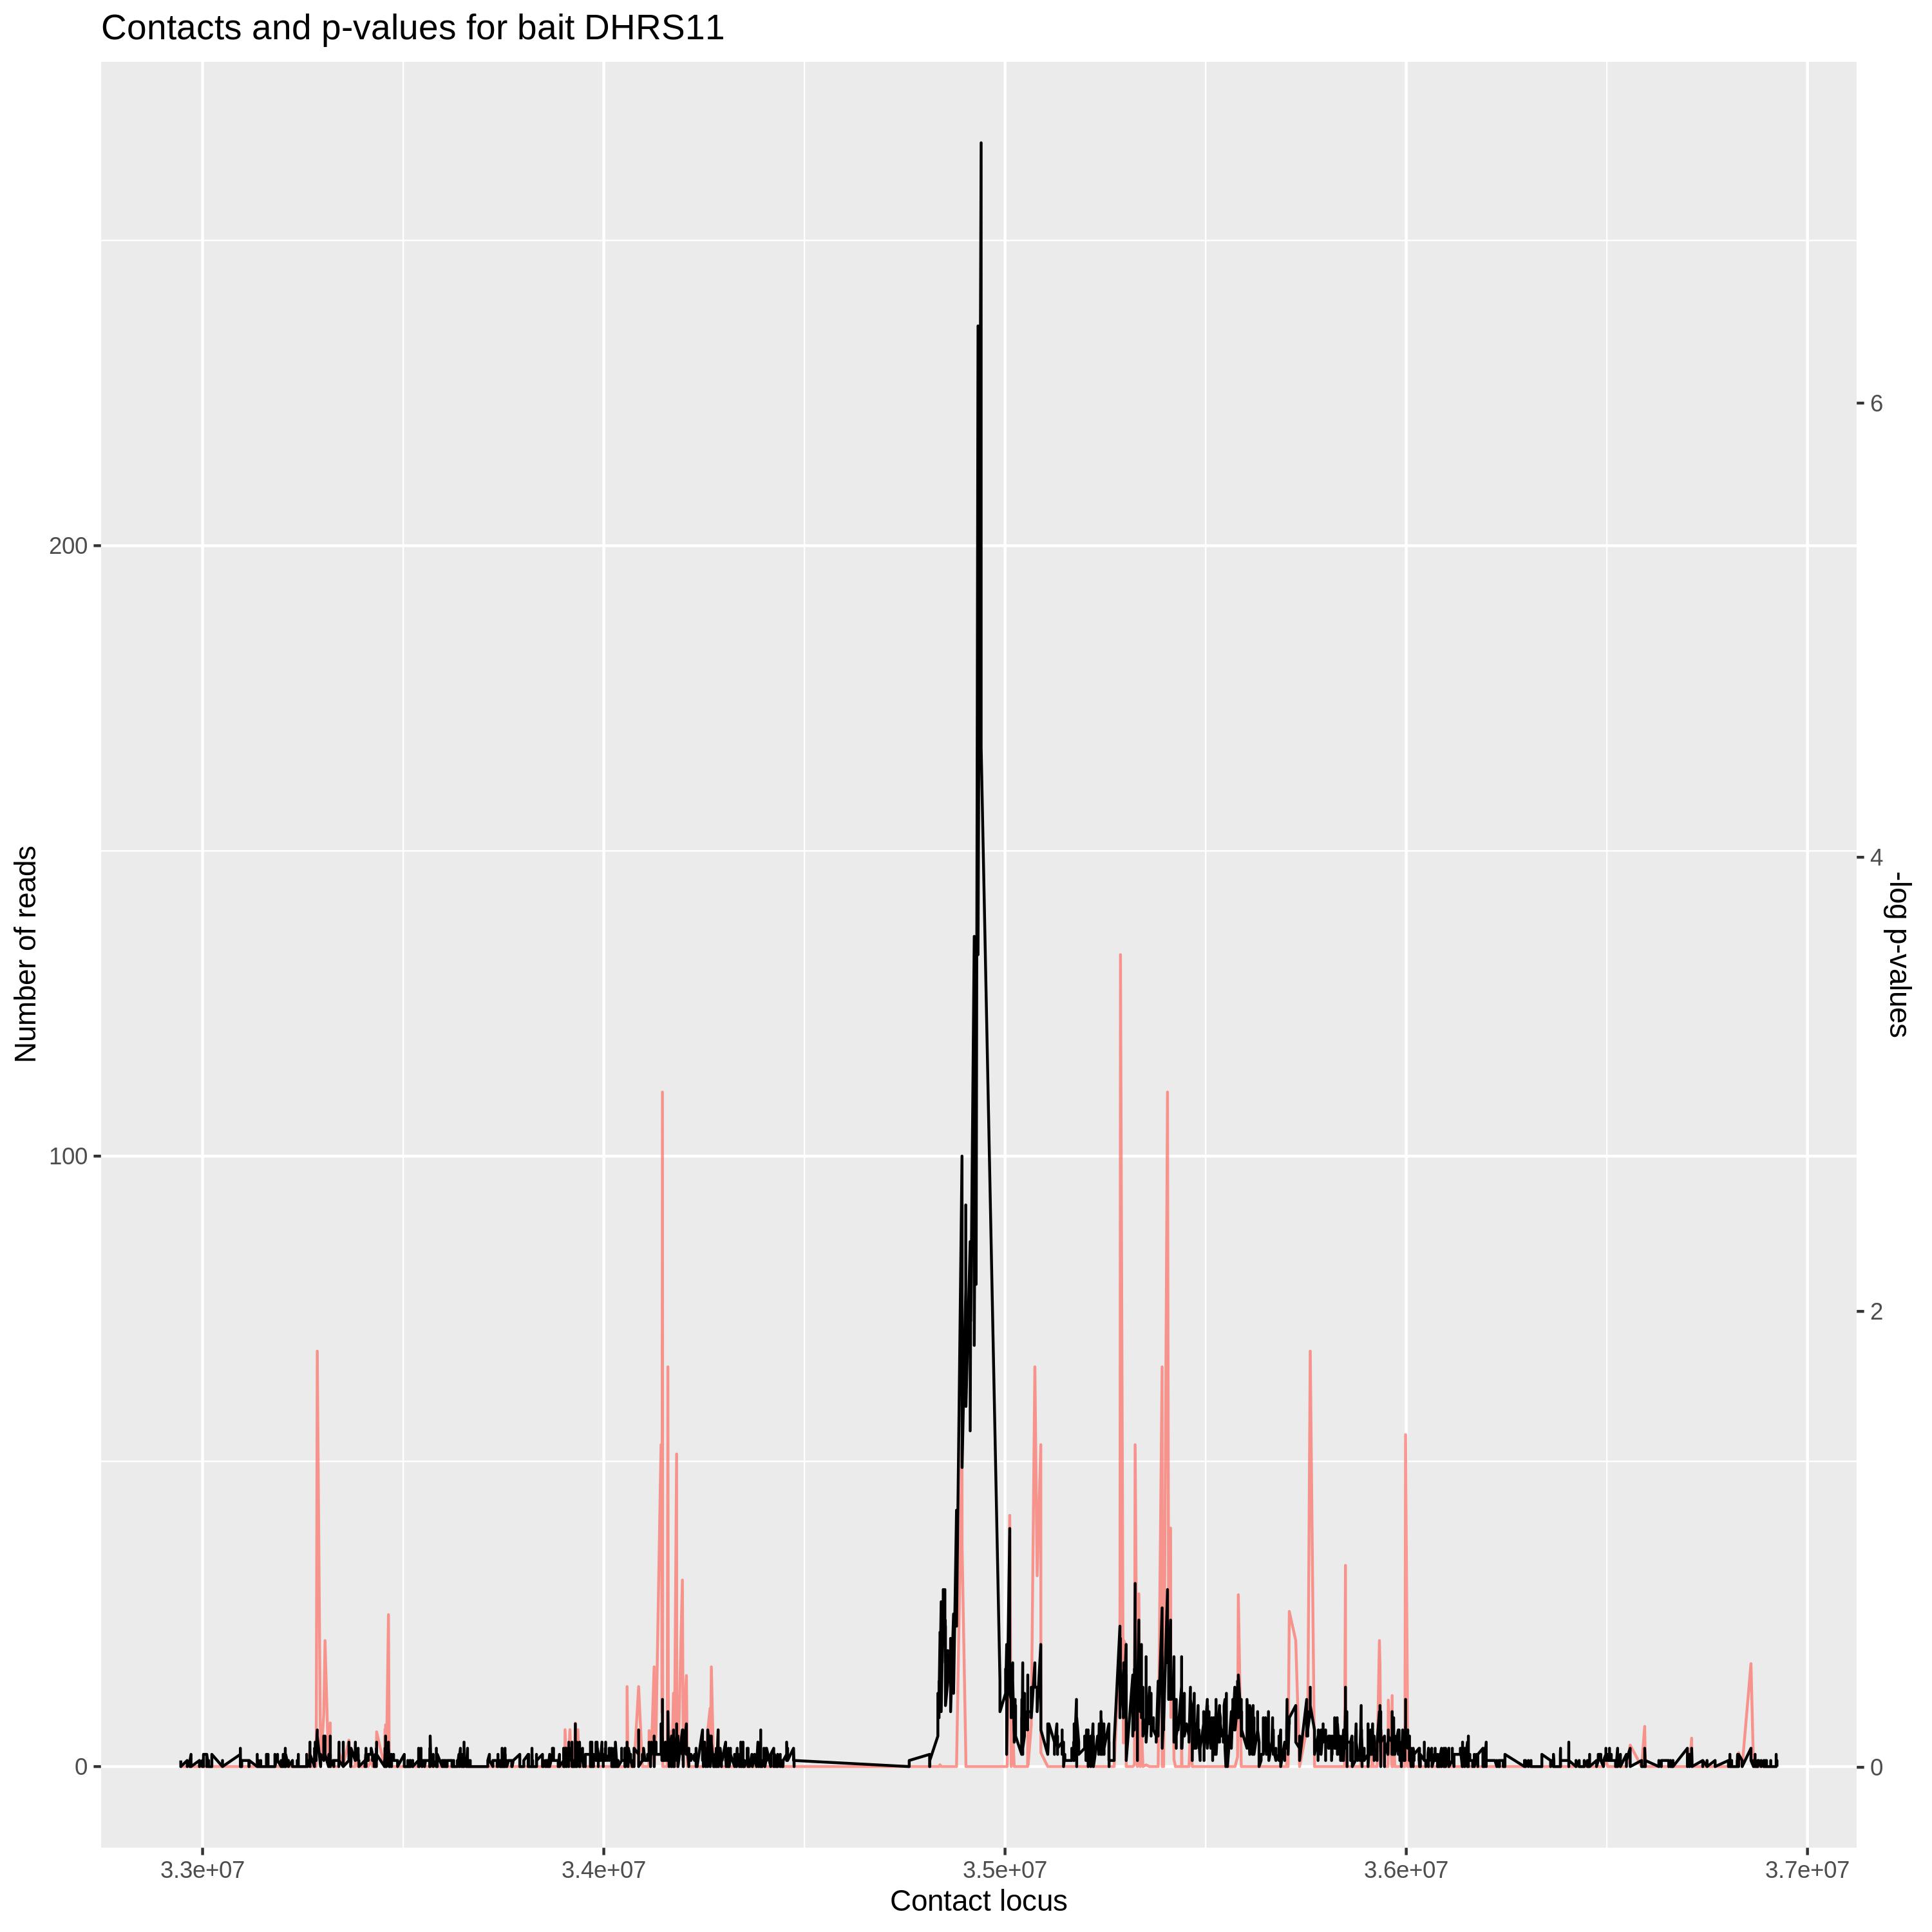 Contacts and p-values for bait DHRS11
Number of reads
200
100
0
6
4
2
0
-log p-values
3.3e+07 3.4e+07 3.5e+07 3.6e+07 3.7e+07
Contact locus